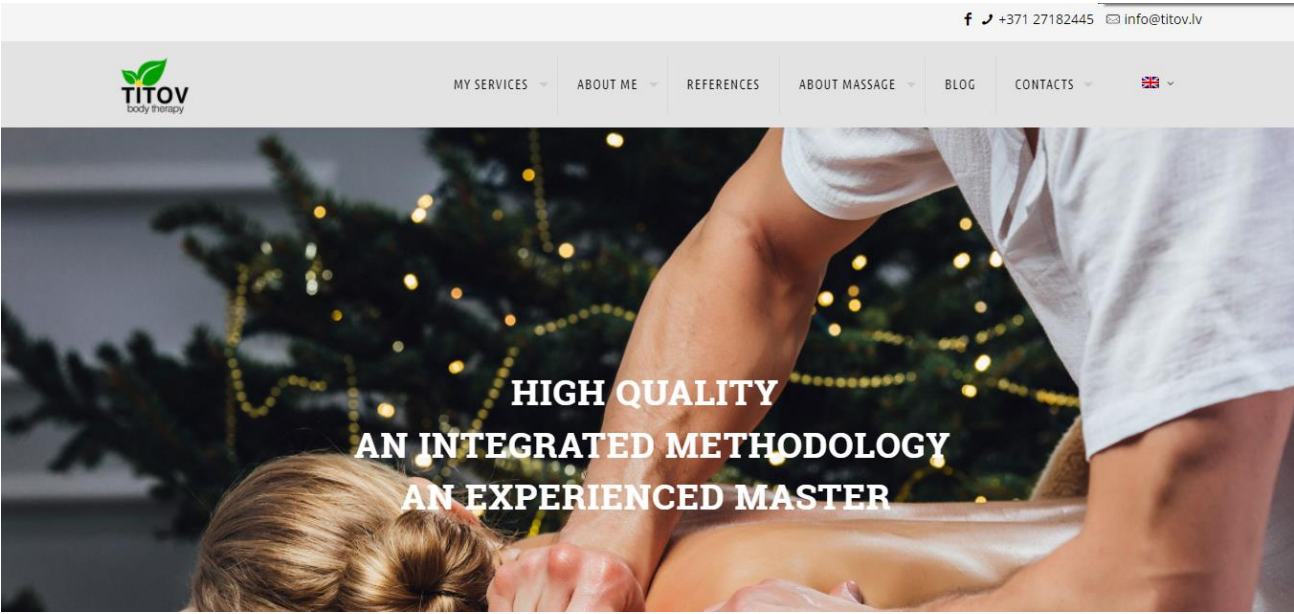 +371 27182445 info@titov.lv
TITOV
body therapy
MY SERVICES ABOUT ME REFERENCES ABOUT MASSAGE BLOG CONTACTS
HIGH QUALITY
AN INTEGRATED METHODOLOGY
AN EXPERIENCED MASTER